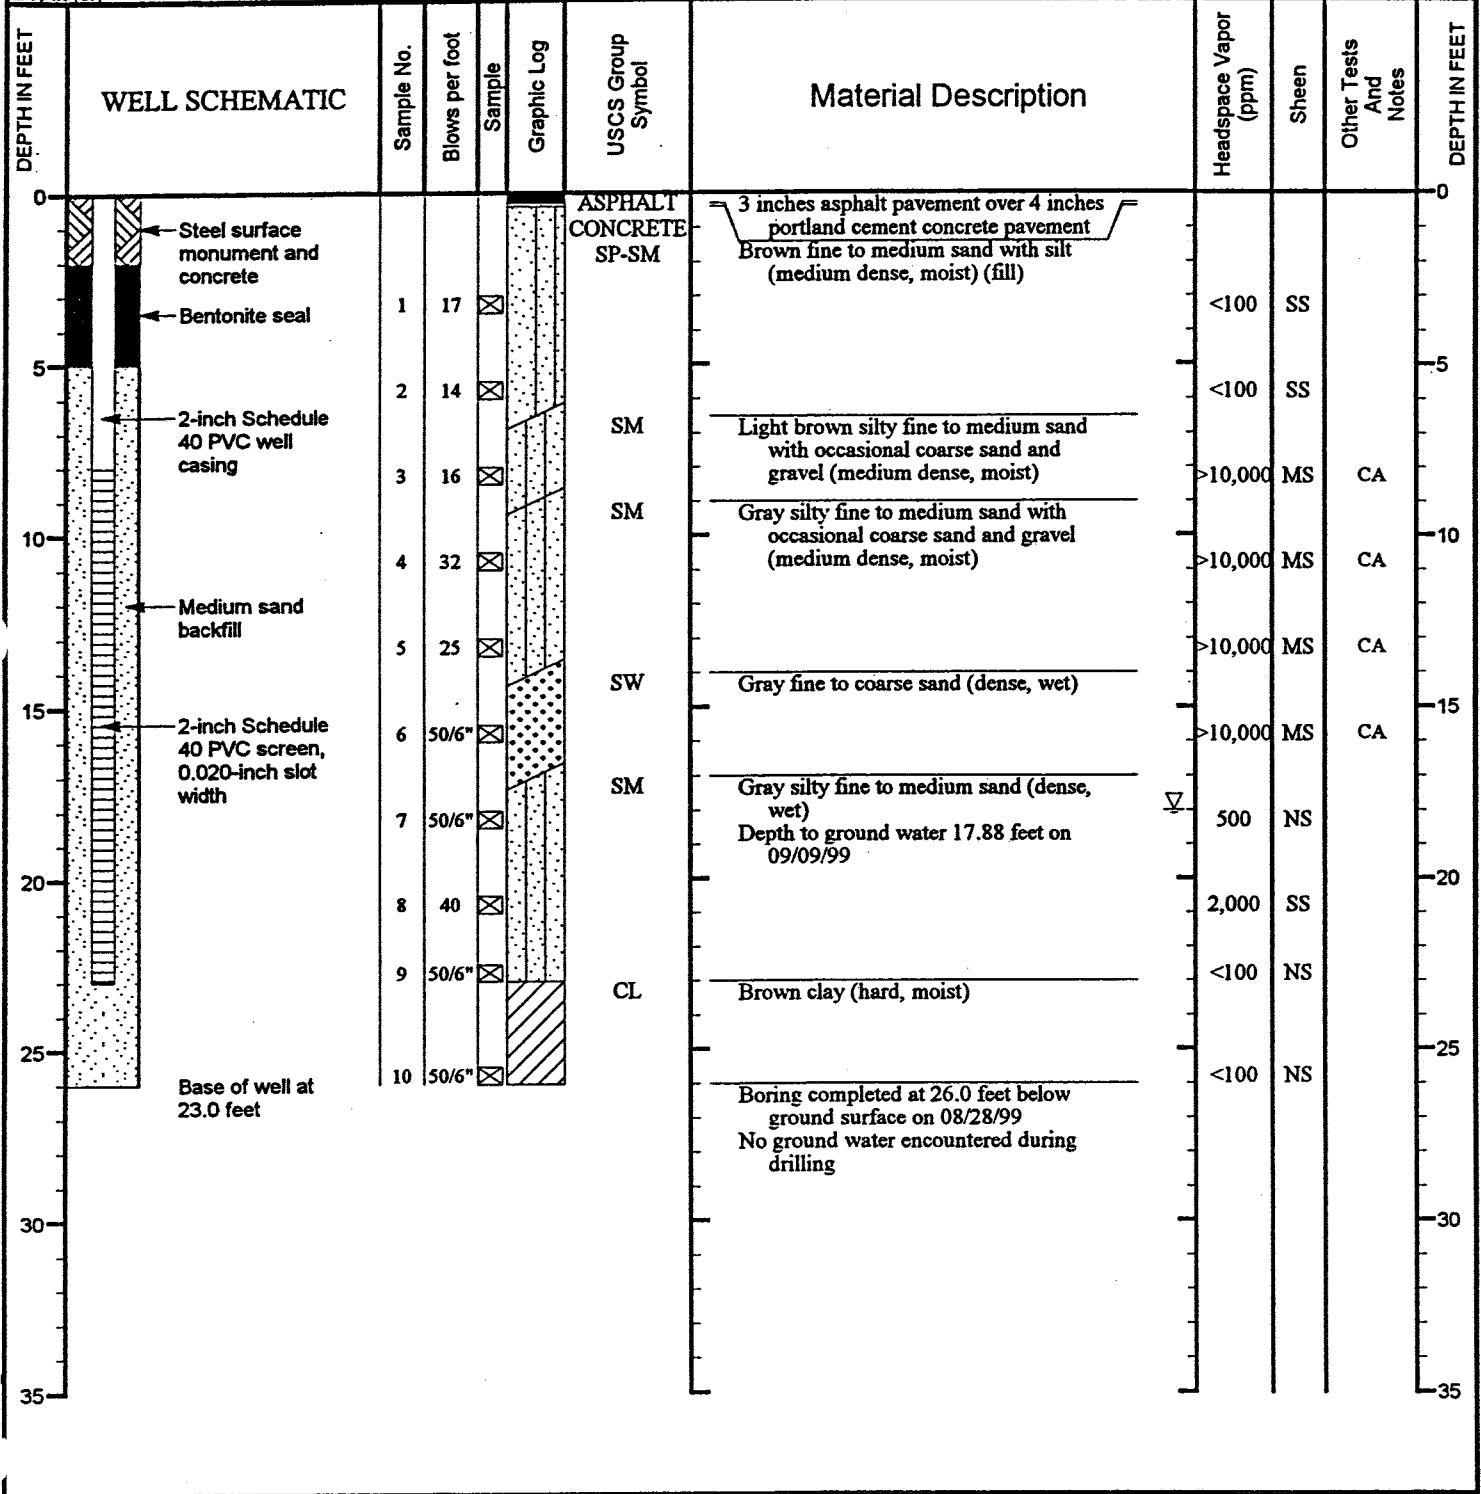 DEPTH IN FEET
WELL SCHEMATIC
Sample No.
Blows per foot
Sample
Graphic Log
USCS Group
Symbol
Material Description
Headspace Vapor
(ppm)
Sheen
Other Tests
And
Notes
DEPTH IN FEET
0
ASPHALT
CONCRETE
SP-SM
3 inches asphalt pavement over 4 inches
portland cement concrete pavement
Brown fine to medium sand with silt
(medium dense, moist) (fill)
0
Steel surface
monument and
concrete
Bentonite seal
1 17 <100 SS
5
5
2 14 <100 SS
2-inch Schedule
40 PVC well
casing
SM
Light brown silty fine to medium sand
with occasional coarse sand and
gravel (medium dense, moist)
3 16 >10,000 MS CA
SM
Gray silty fine to medium sand with
occasional coarse sand and gravel
(medium dense, moist)
10
10
4 32 >10,000 MS CA
Medium sand
backfill
5 25 >10,000 MS CA
SW
Gray fine to coarse sand (dense, wet)
15
15
2-inch Schedule
40 PVC screen,
0.020-inch slot
width
6 50/6" >10,000 MS CA
SM
Gray silty fine to medium sand (dense,
wet)
Depth to ground water 17.88 feet on
09/09/99
7 50/6" 500 NS
20
20
8 40 2,000 SS
9 50/6" <100 NS
CL
Brown clay (hard, moist)
25
25
10 50/6" <100 NS
Base of well at
23.0 feet
Boring completed at 26.0 feet below
ground surface on 08/28/99
No ground water encountered during
drilling
30
30
35
35